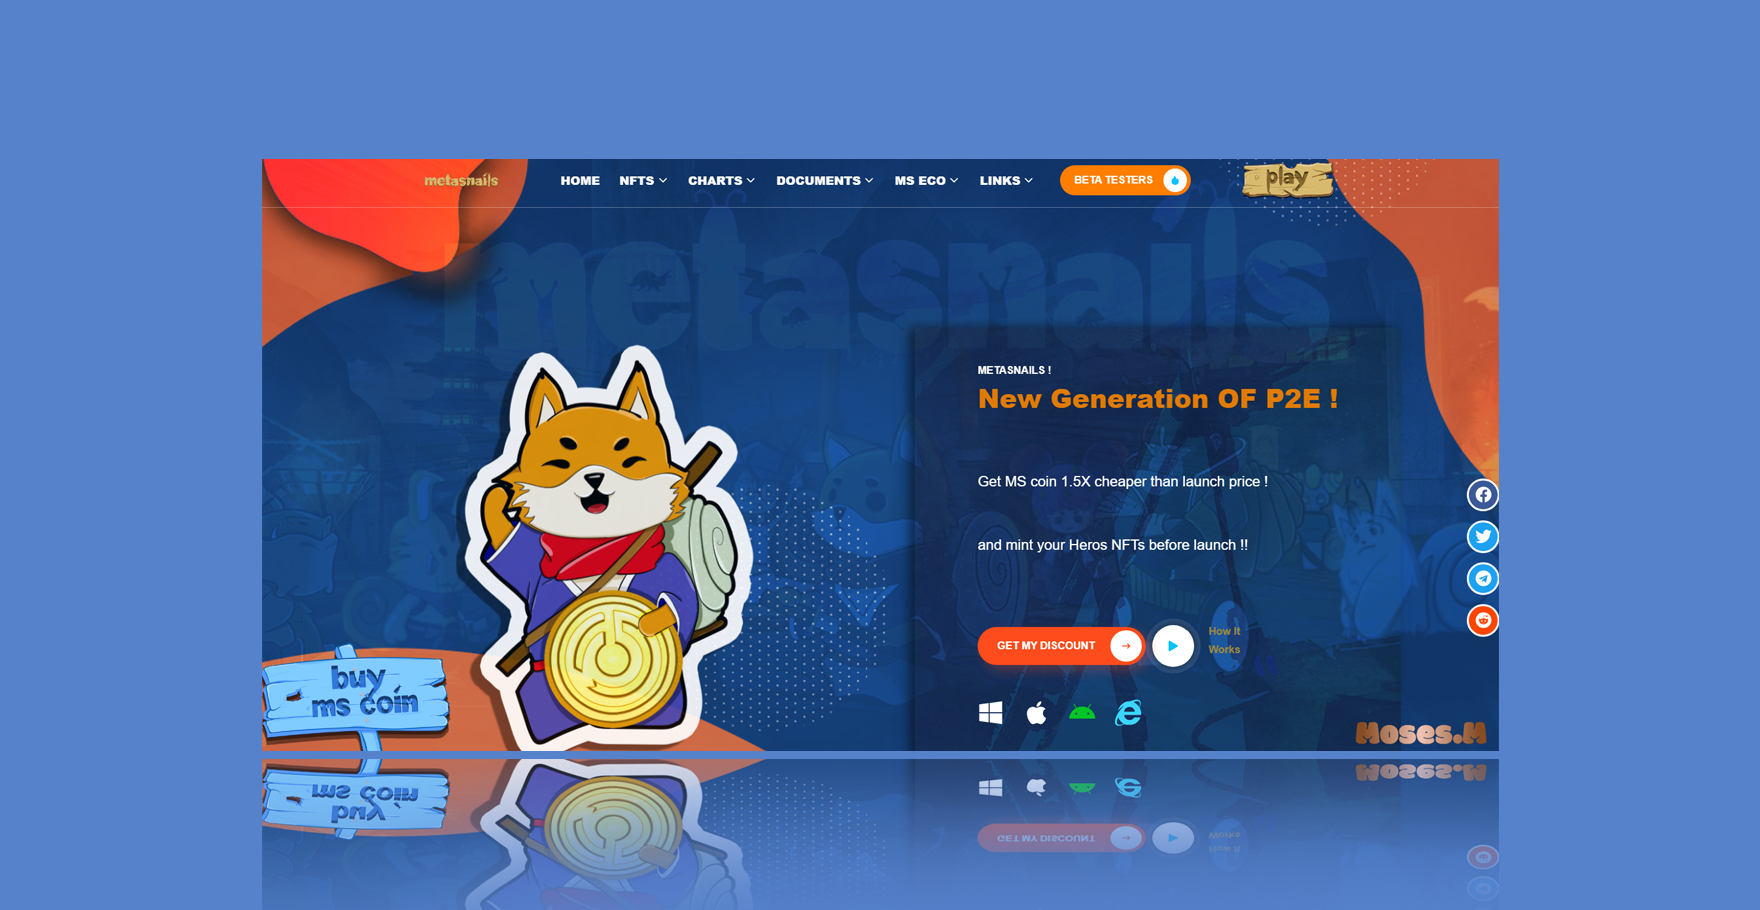 metasnails
HOME NFTS CHARTS DOCUMENTS MS ECO LINKS
BETA TESTERS
play
metasnails
METASNAILS !
New Generation OF P2E !
Get MS coin 1.5X cheaper than launch price !
and mint your Heros NFTs before launch !!
GET MY DISCOUNT
How It
Works
buy
ms coin
Moses.M